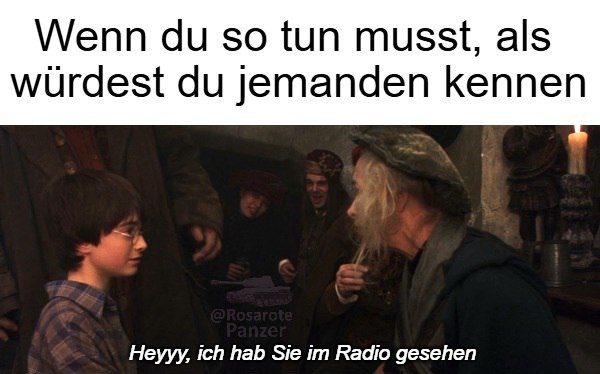 Wenn du so tun musst, als
würdest du jemanden kennen
@Rosarote
Panzer
Heyyy, ich hab Sie im Radio gesehen